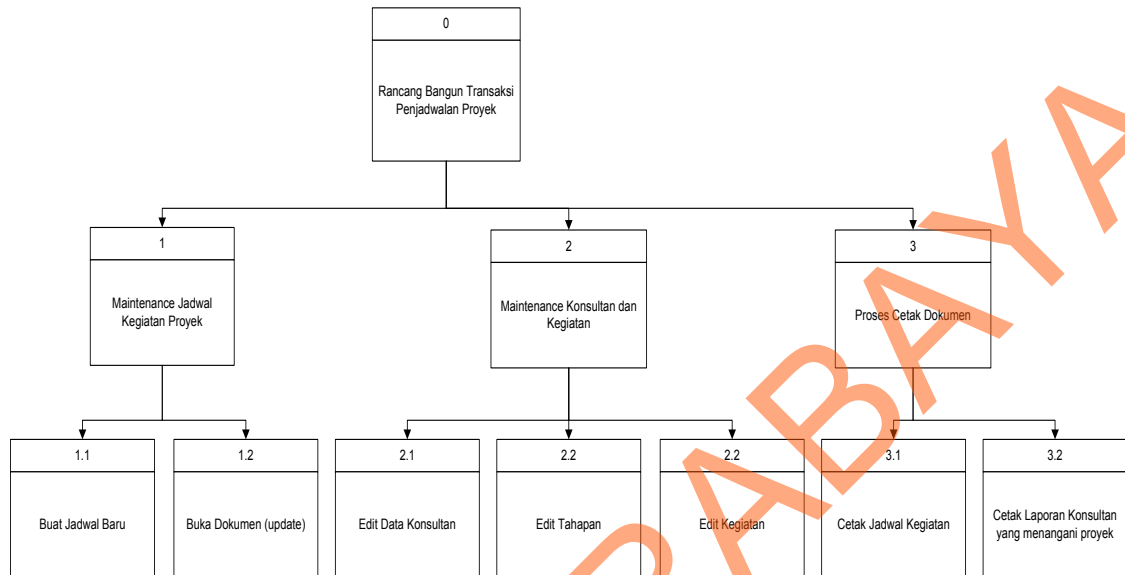 0
Rancang Bangun Transaksi
Penjadwalan Proyek
1
Maintenance Jadwal
Kegiatan Proyek
2
Maintenance Konsultan dan
Kegiatan
3
Proses Cetak Dokumen
1.1
Buat Jadwal Baru
1.2
Buka Dokumen (update)
2.1
Edit Data Konsultan
2.2
Edit Tahapan
2.2
Edit Kegiatan
3.1
Cetak Jadwal Kegiatan
3.2
Cetak Laporan Konsultan
yang menangani proyek
RABAYA